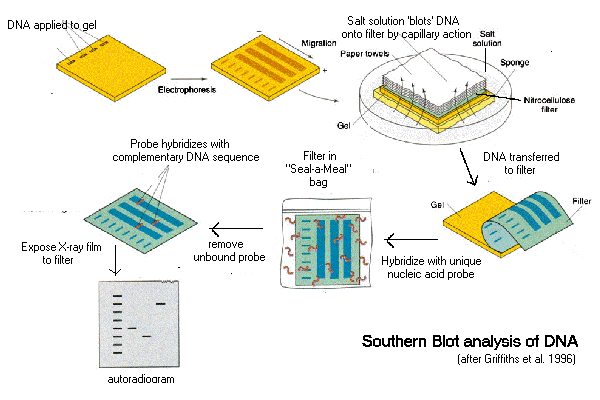 DNA applied to gel
Electrophoresis
Migration
−
+
Salt solution 'blots' DNA
onto filter by capillary action
Paper towels
Salt
solution
Sponge
Nitrocellulose
filter
Gel
DNA transferred
to filter
Gel
Filter
Hybridize with unique
nucleic acid probe
Filter in
"Seal-a-Meal"
bag
remove
unbound probe
Probe hybridizes with
complementary DNA sequence
Expose X-ray film
to filter
autoradiogram
Southern Blot analysis of DNA
(after Griffiths et al. 1996)